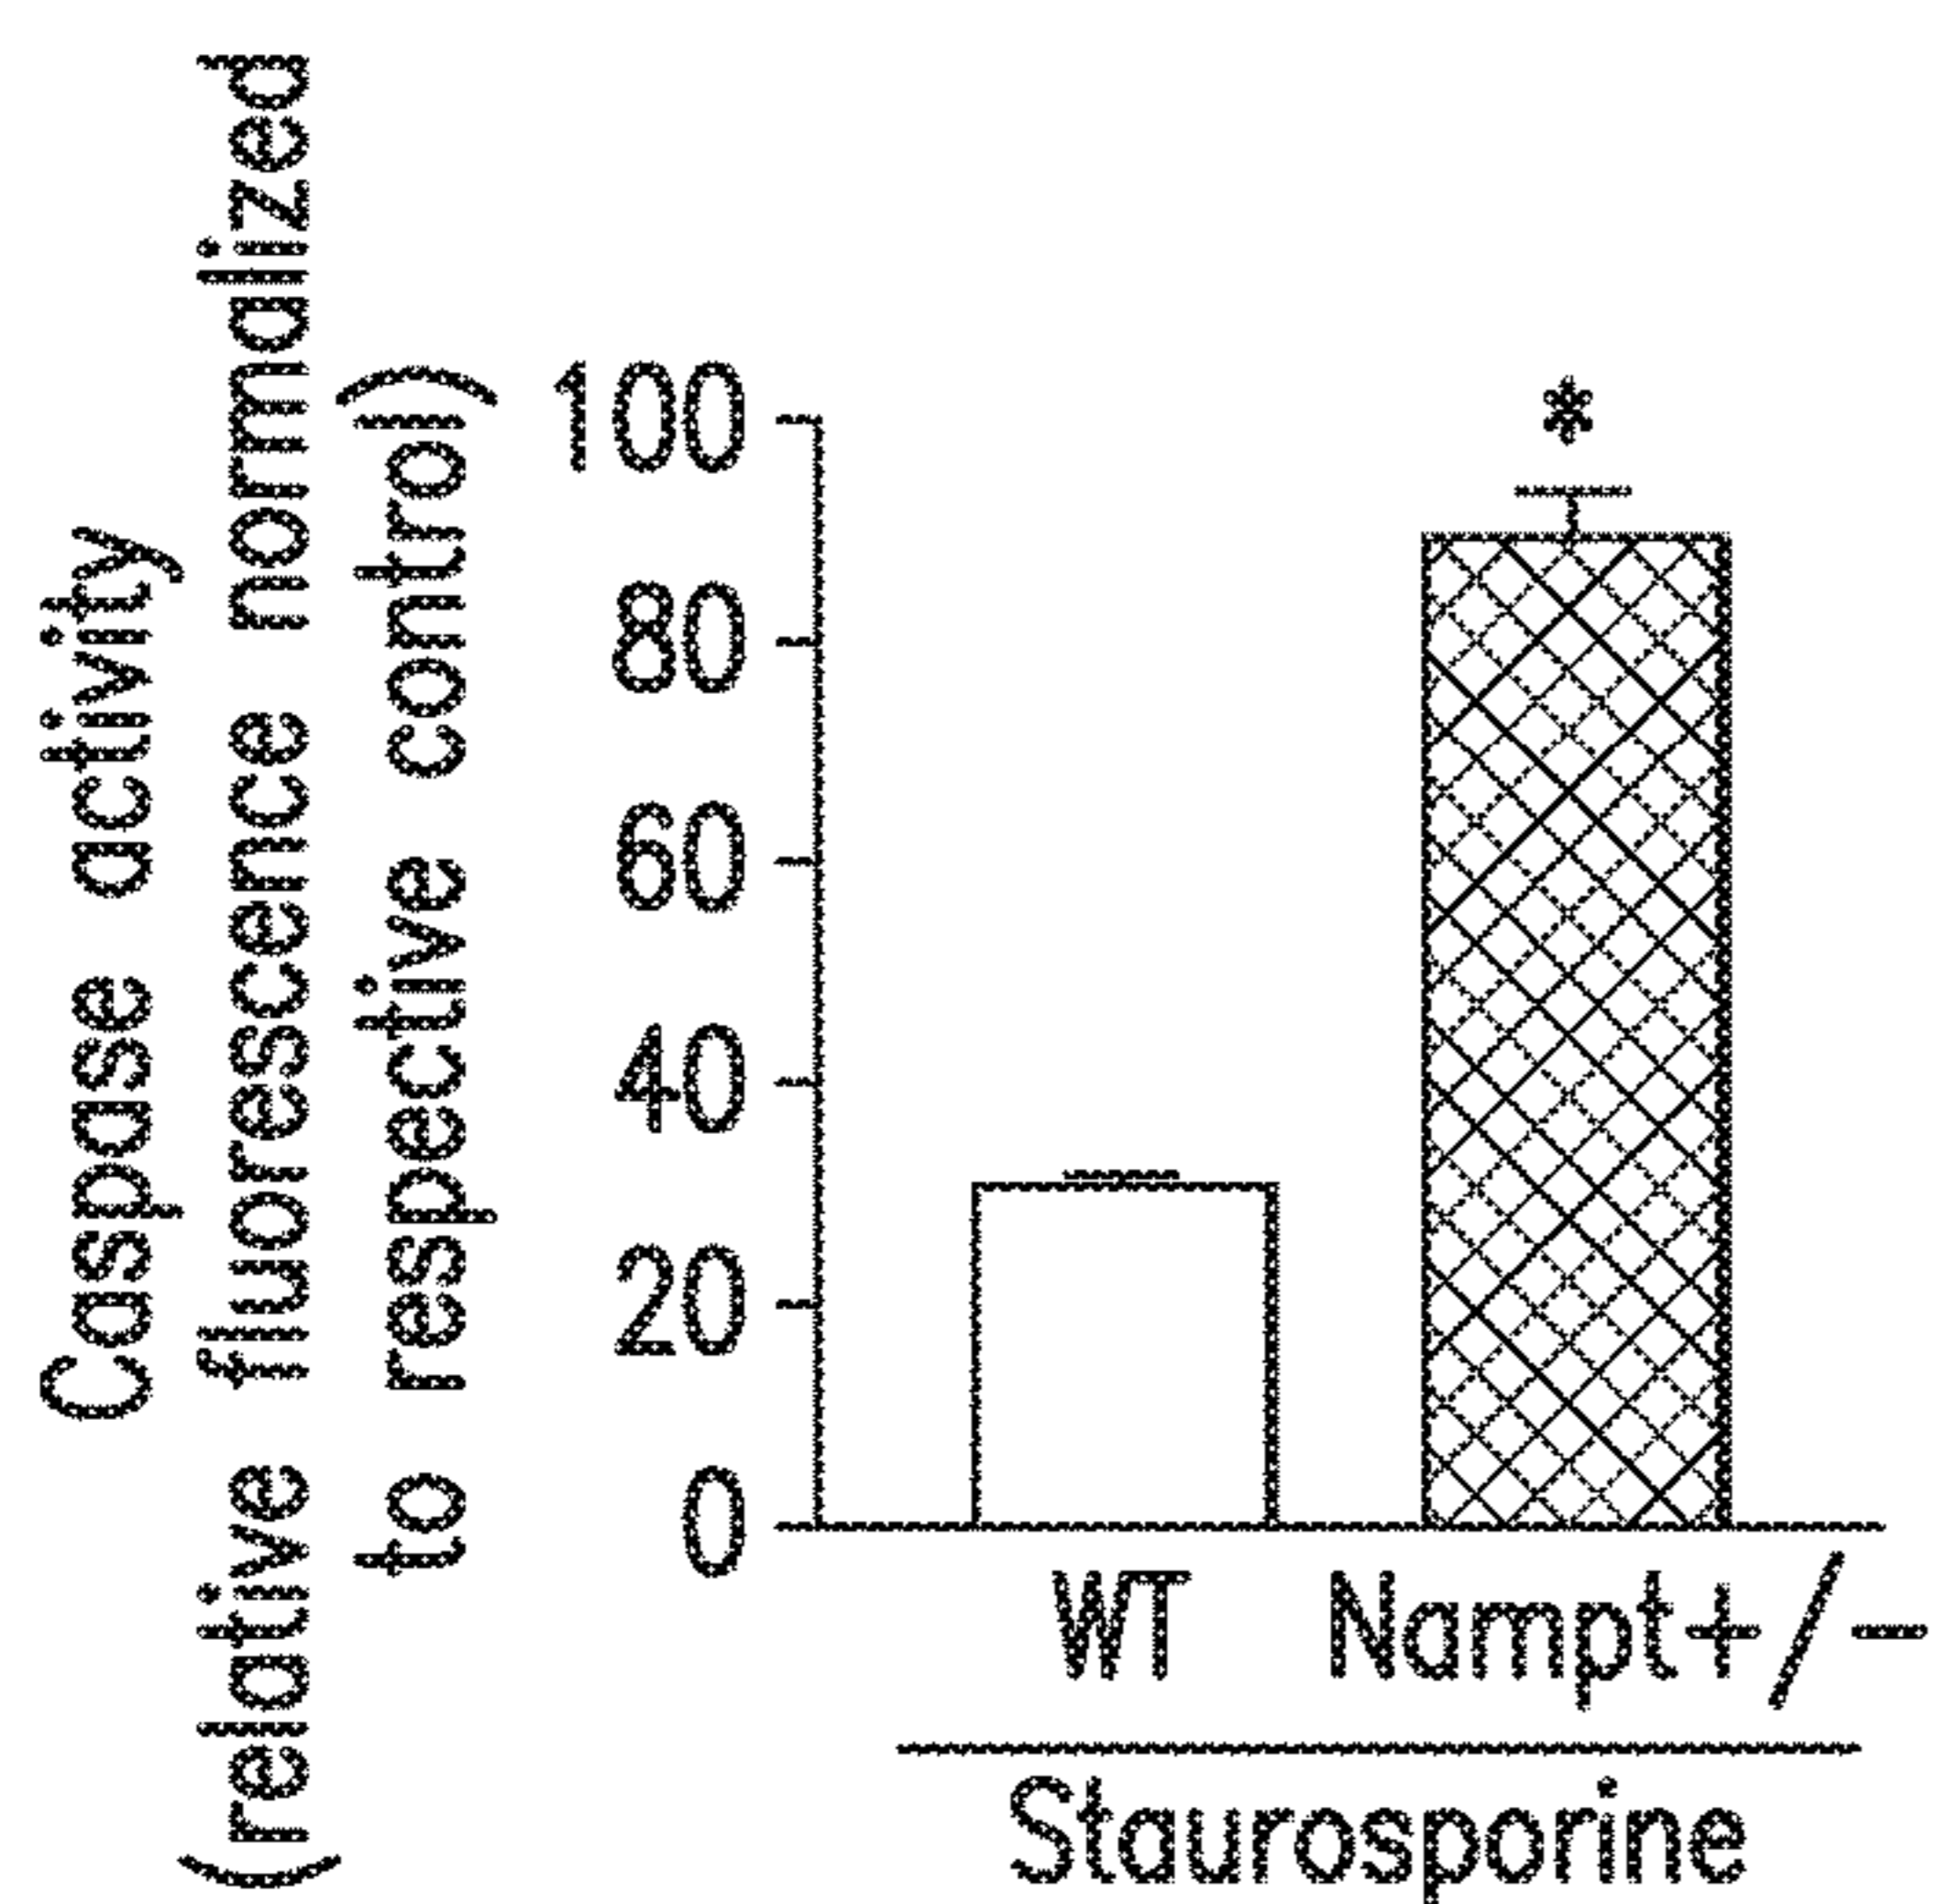 Caspase activity
(relative fluorescence normalized
to respective control)
100
80
60
40
20
0
*
WT Nampt+/-
Staurosporine